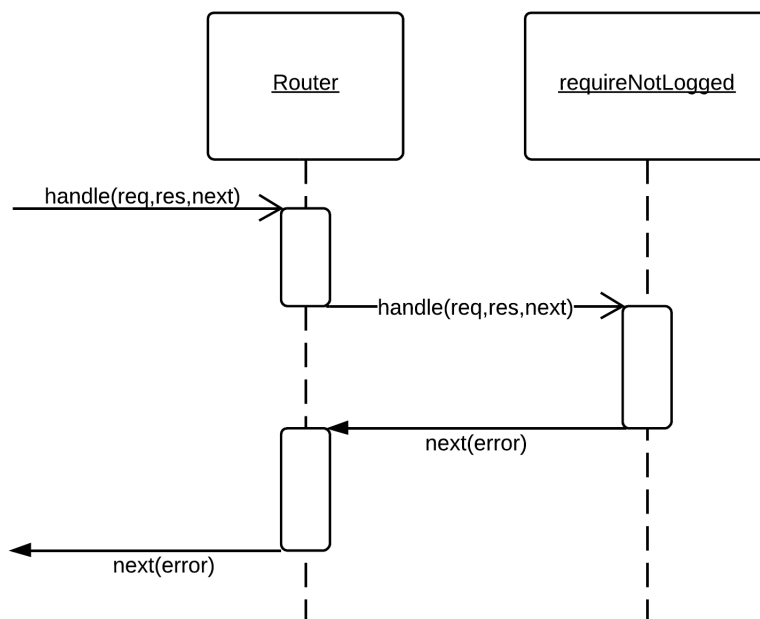 Router
requireNotLogged
handle(req,res,next)
handle(req,res,next)
next(error)
next(error)